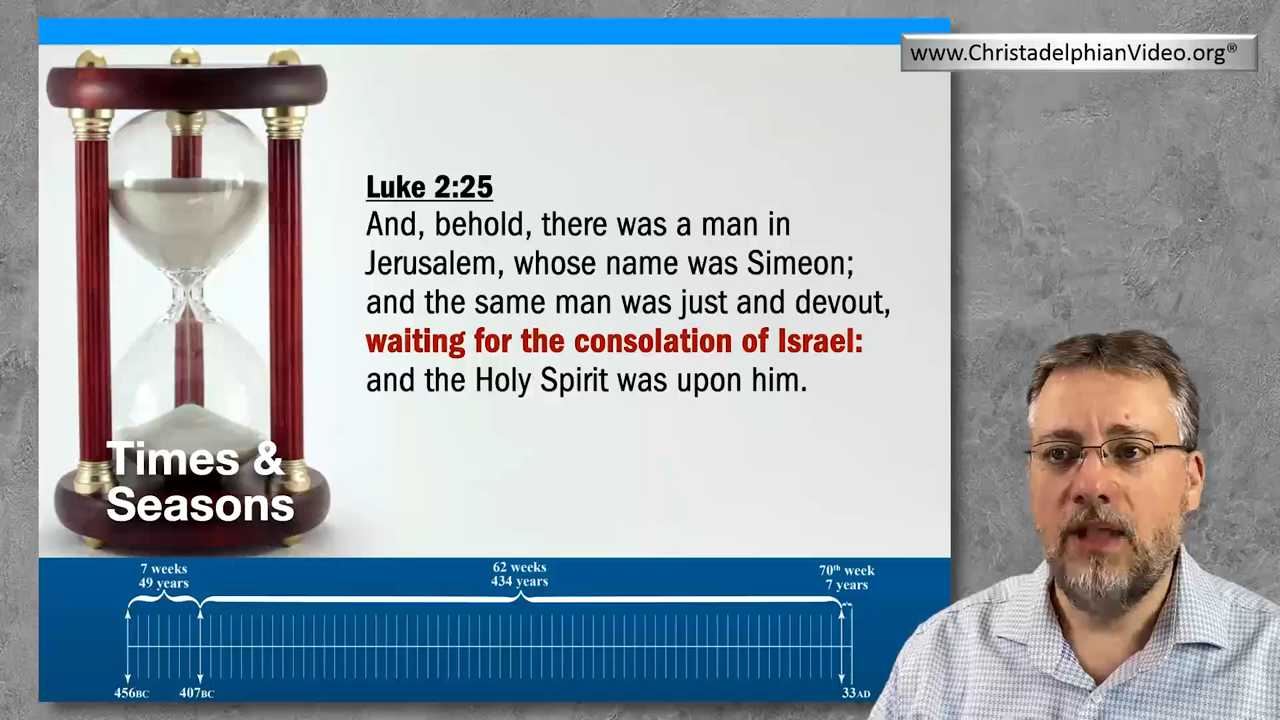 www.ChristadelphianVideo.org®
Luke 2:25
And, behold, there was a man in
Jerusalem, whose name was Simeon;
and the same man was just and devout,
waiting for the consolation of Israel:
and the Holy Spirit was upon him.
Times &
Seasons
7 weeks
49 years
62 weeks
434 years
70th week
7 years
456BC
407BC
33AD